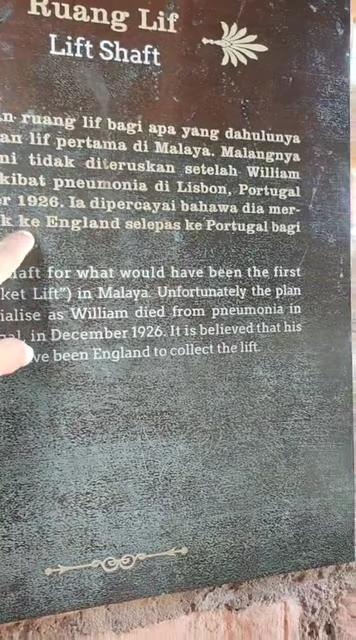 Ruang Lif
Lift Shaft
n ruang lif bagi apa yang dahulunya
an lif pertama di Malaya. Malangnya
ni tidak diteruskan setelah William
kibat pneumonia di Lisbon, Portugal
r 1926. Ia dipercayai bahawa dia mer-
k ke England selepas ke Portugal bagi
haft for what would have been the first
ket Lift") in Malaya. Unfortunately the plan
ialise as William died from pneumonia in
gal, in December 1926. It is believed that his
ve been England to collect the lift.